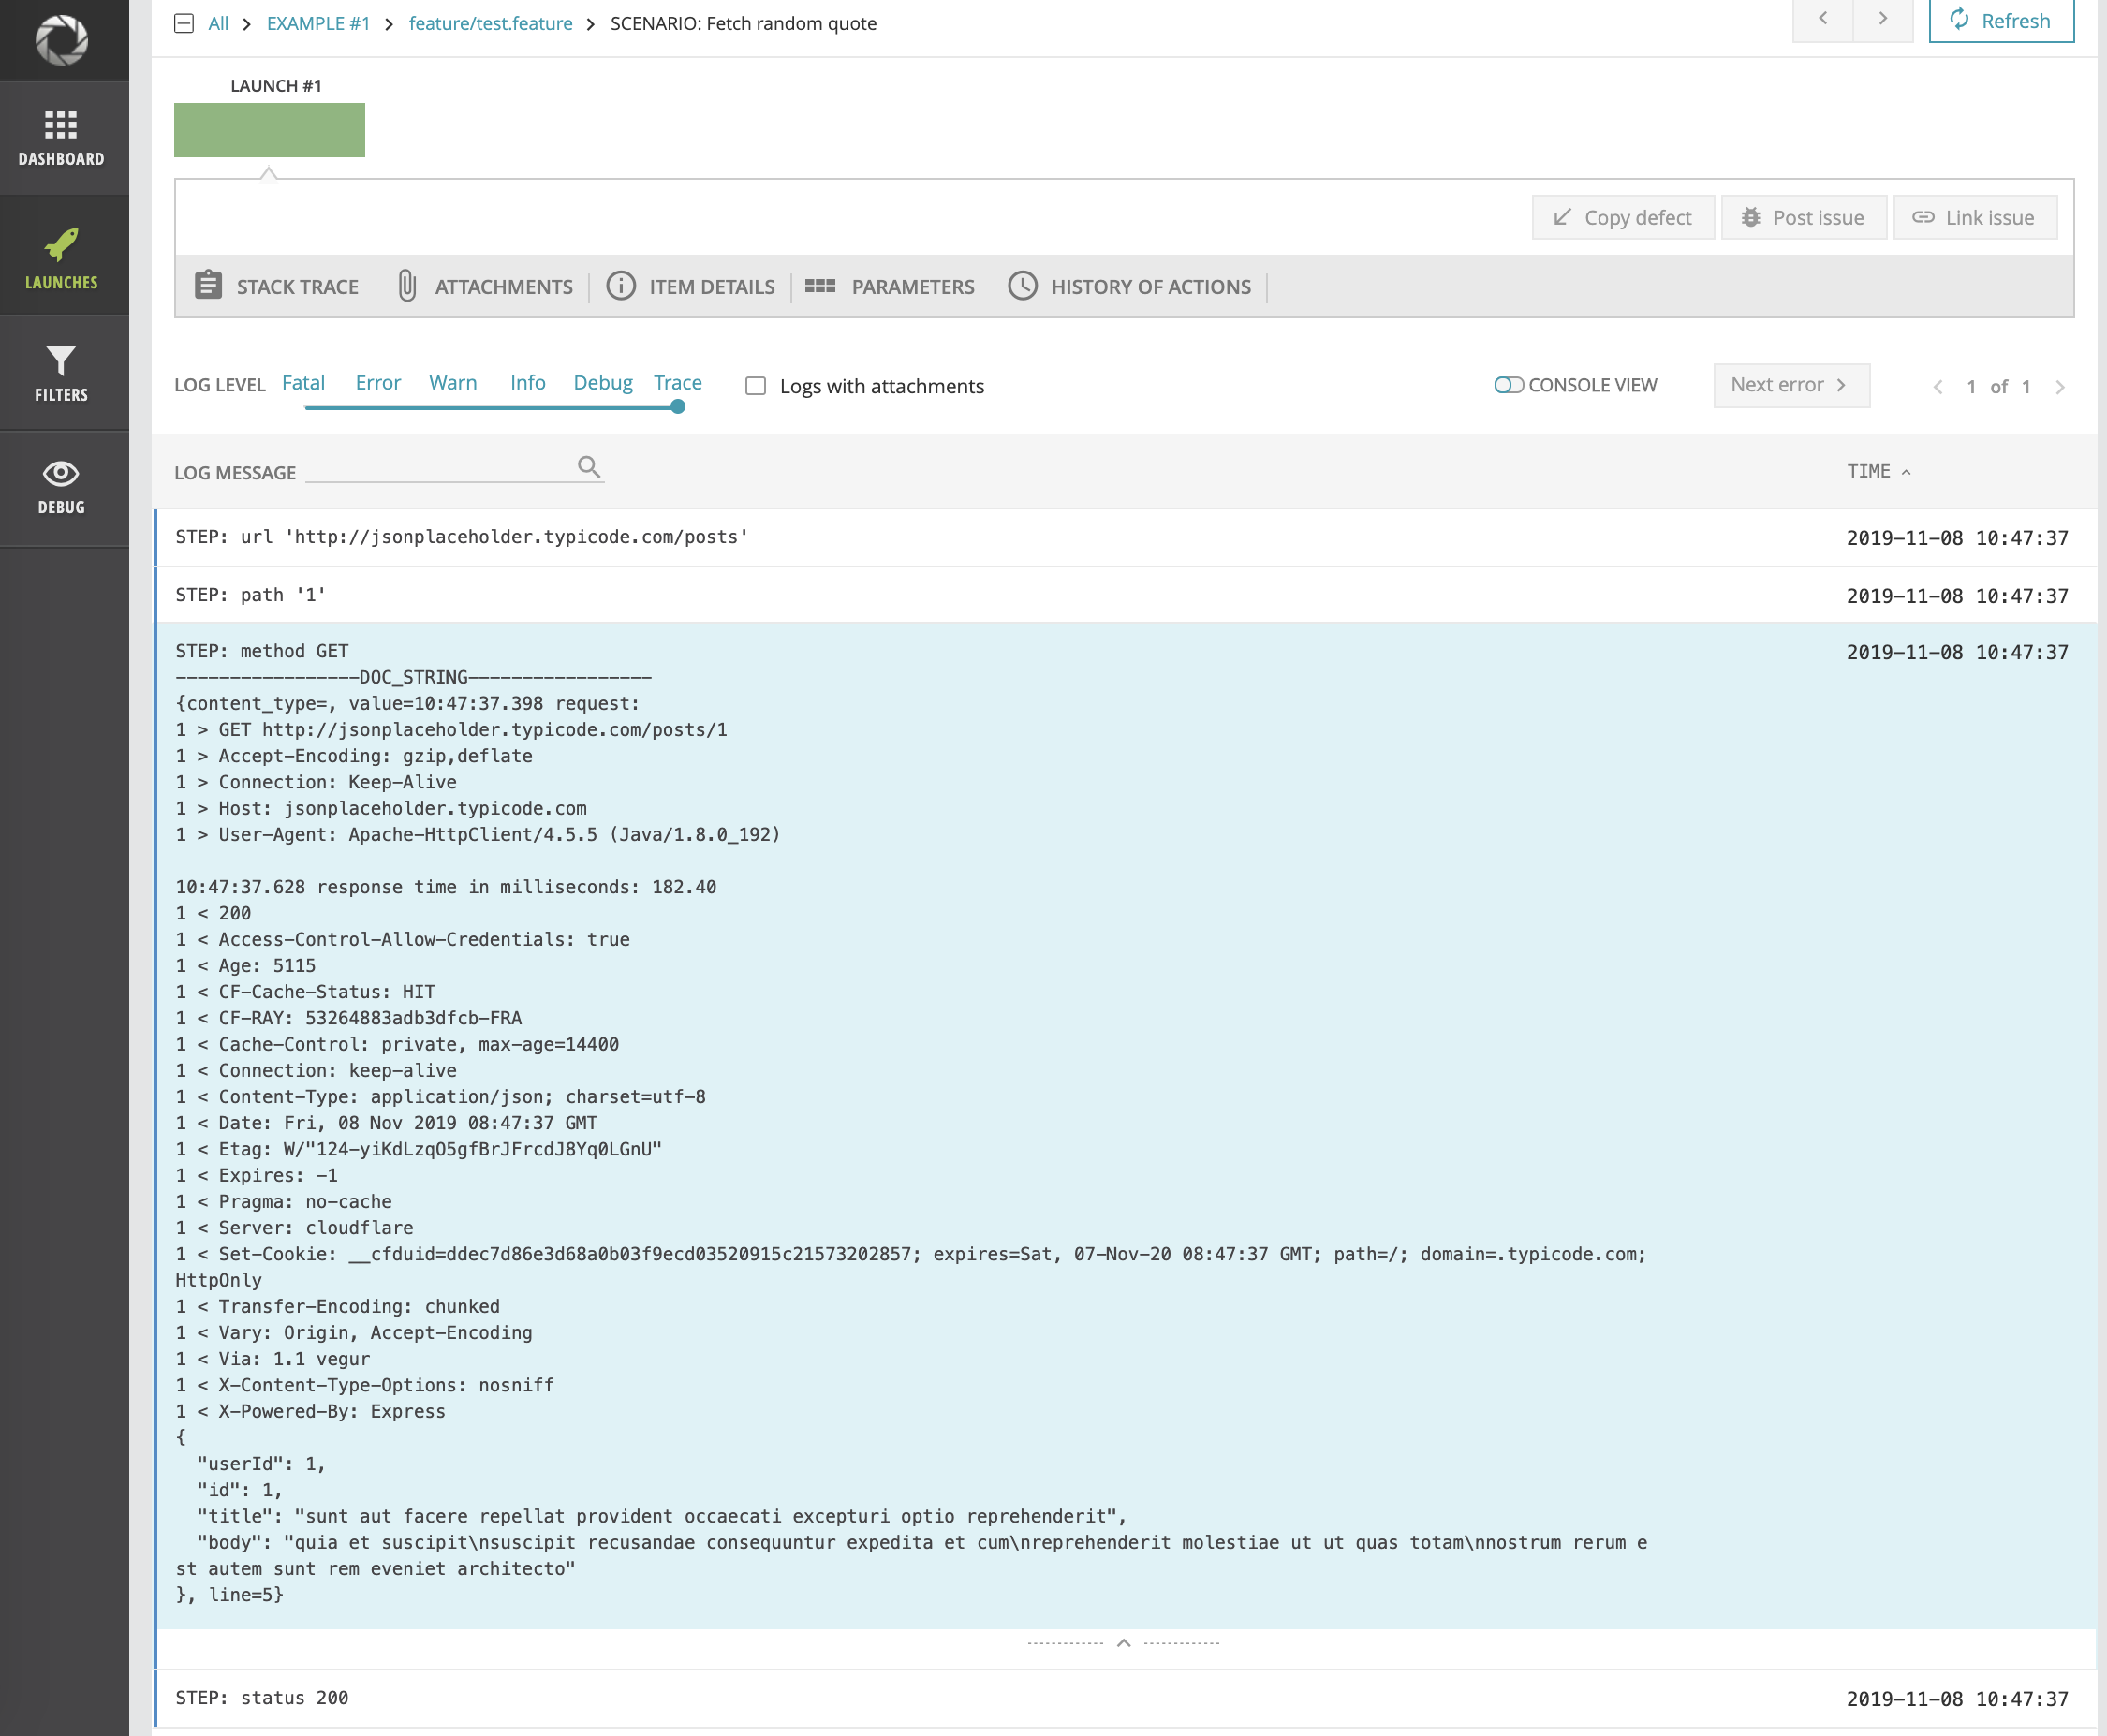 All > EXAMPLE #1 > feature/test.feature > SCENARIO: Fetch random quote
Refresh
LAUNCH #1
DASHBOARD
LAUNCHES
FILTERS
DEBUG
Copy defect
Post issue
Link issue
STACK TRACE
ATTACHMENTS
ITEM DETAILS
PARAMETERS
HISTORY OF ACTIONS
LOG LEVEL Fatal Error Warn Info Debug Trace
Logs with attachments
CONSOLE VIEW
Next error >
< 1 of 1 >
LOG MESSAGE
TIME
STEP: url 'http://jsonplaceholder.typicode.com/posts'
2019-11-08 10:47:37
STEP: path '1'
2019-11-08 10:47:37
STEP: method GET
2019-11-08 10:47:37
-----------------DOC_STRING-----------------
{content_type=, value=10:47:37.398 request:
1 > GET http://jsonplaceholder.typicode.com/posts/1
1 > Accept-Encoding: gzip,deflate
1 > Connection: Keep-Alive
1 > Host: jsonplaceholder.typicode.com
1 > User-Agent: Apache-HttpClient/4.5.5 (Java/1.8.0_192)
10:47:37.628 response time in milliseconds: 182.40
1 < 200
1 < Access-Control-Allow-Credentials: true
1 < Age: 5115
1 < CF-Cache-Status: HIT
1 < CF-RAY: 53264883adb3dfcb-FRA
1 < Cache-Control: private, max-age=14400
1 < Connection: keep-alive
1 < Content-Type: application/json; charset=utf-8
1 < Date: Fri, 08 Nov 2019 08:47:37 GMT
1 < Etag: W/"124-yiKdLzqO5gfBrJFrcdJ8Yq0LGnU"
1 < Expires: -1
1 < Pragma: no-cache
1 < Server: cloudflare
1 < Set-Cookie: __cfduid=ddec7d86e3d68a0b03f9ecd03520915c21573202857; expires=Sat, 07-Nov-20 08:47:37 GMT; path=/; domain=.typicode.com;
HttpOnly
1 < Transfer-Encoding: chunked
1 < Vary: Origin, Accept-Encoding
1 < Via: 1.1 vegur
1 < X-Content-Type-Options: nosniff
1 < X-Powered-By: Express
{
"userId": 1,
"id": 1,
"title": "sunt aut facere repellat provident occaecati excepturi optio reprehenderit",
"body": "quia et suscipit\nsuscipit recusandae consequuntur expedita et cum\nreprehenderit molestiae ut ut quas totam\nnostrum rerum e
st autem sunt rem eveniet architecto"
}, line=5}
STEP: status 200
2019-11-08 10:47:37